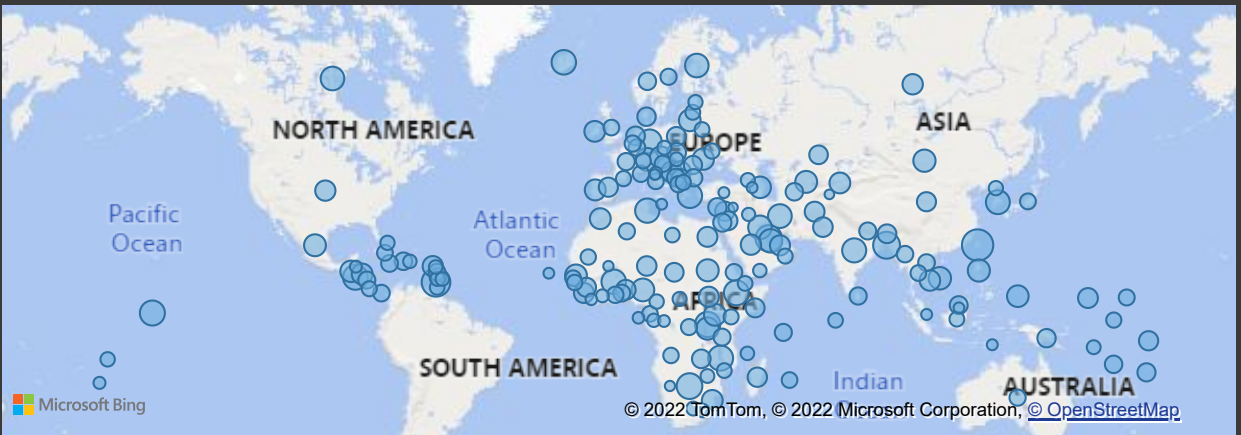 NORTH AMERICA
ASIA
EUROPE
Pacific
Ocean
Atlantic
Ocean
AFRICA
SOUTH AMERICA
Indian
AUSTRALIA
Microsoft Bing
© 2022 TomTom, © 2022 Microsoft Corporation, © OpenStreetMap